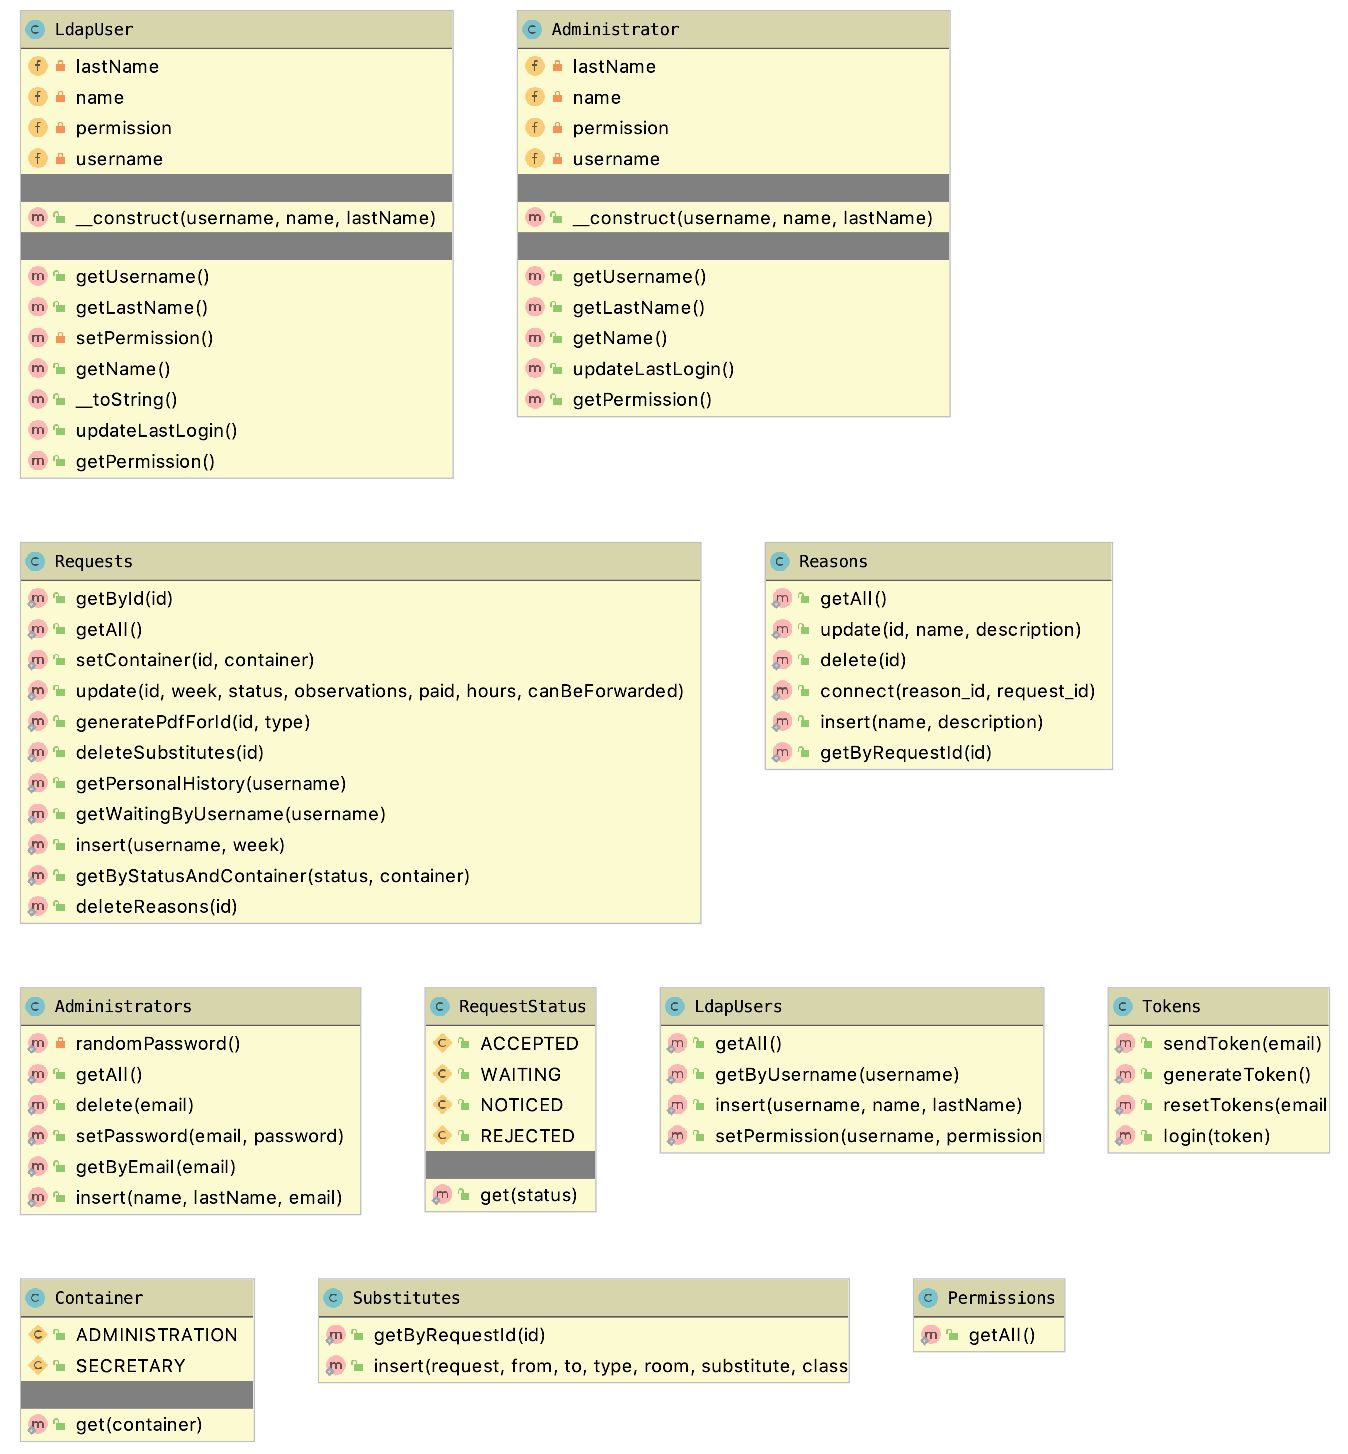 LdapUser
lastName
name
permission
username
__construct(username, name, lastName)
getUsername()
getLastName()
setPermission()
getName()
__toString()
updateLastLogin()
getPermission()
Administrator
lastName
name
permission
username
__construct(username, name, lastName)
getUsername()
getLastName()
getName()
updateLastLogin()
getPermission()
Requests
getById(id)
getAll()
setContainer(id, container)
update(id, week, status, observations, paid, hours, canBeForwarded)
generatePdfForId(id, type)
deleteSubstitutes(id)
getPersonalHistory(username)
getWaitingByUsername(username)
insert(username, week)
getByStatusAndContainer(status, container)
deleteReasons(id)
Reasons
getAll()
update(id, name, description)
delete(id)
connect(reason_id, request_id)
insert(name, description)
getByRequestId(id)
Administrators
randomPassword()
getAll()
delete(email)
setPassword(email, password)
getByEmail(email)
insert(name, lastName, email)
RequestStatus
ACCEPTED
WAITING
NOTICED
REJECTED
get(status)
LdapUsers
getAll()
getByUsername(username)
insert(username, name, lastName)
setPermission(username, permission
Tokens
sendToken(email)
generateToken()
resetTokens(email
login(token)
Container
ADMINISTRATION
SECRETARY
get(container)
Substitutes
getByRequestId(id)
insert(request, from, to, type, room, substitute, class
Permissions
getAll()